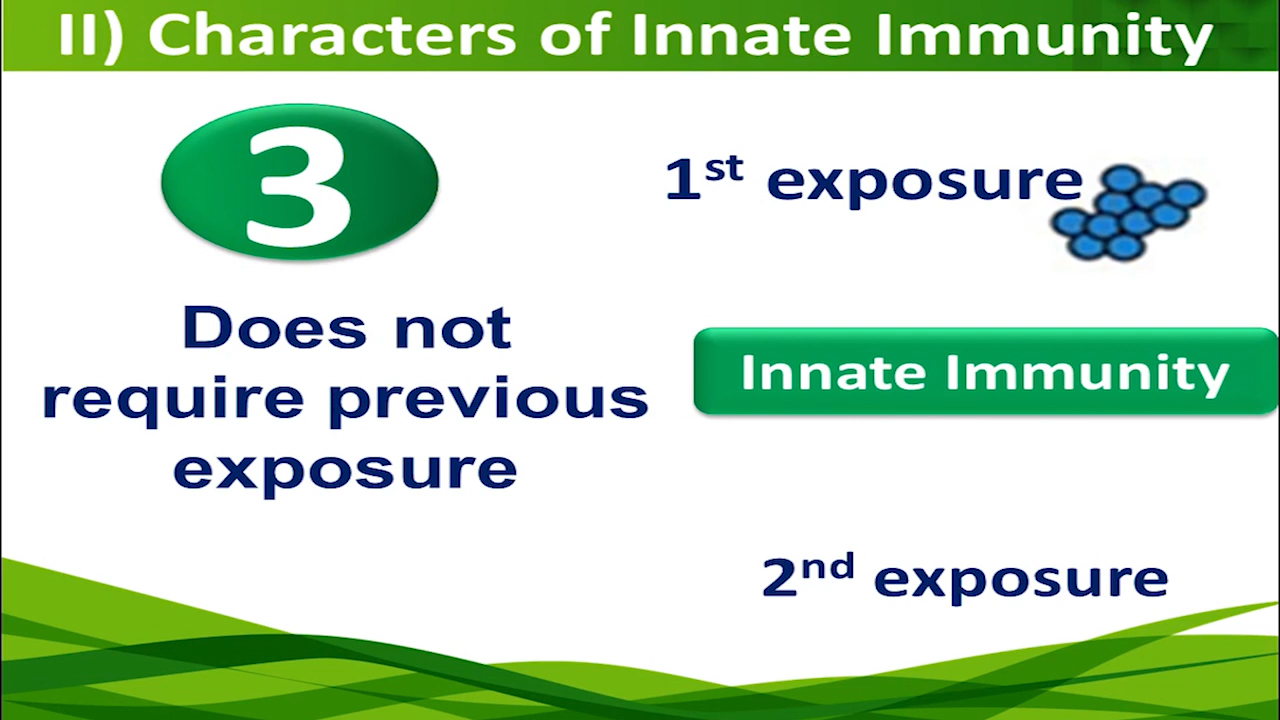 II) Characters of Innate Immunity
3
Does not
require previous
exposure
1st exposure
Innate Immunity
2nd exposure